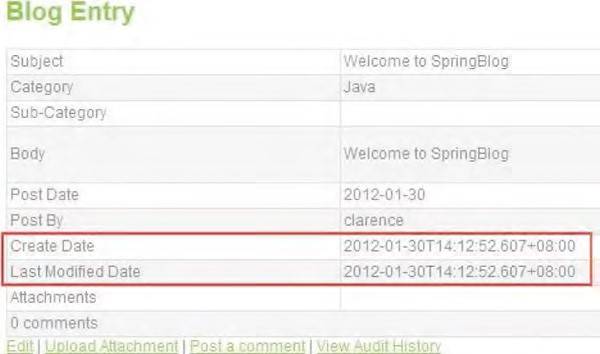 Blog Entry
Subject Welcome to SpringBlog
Category Java
Sub-Category
Body Welcome to SpringBlog
Post Date 2012-01-30
Post By clarence
Create Date 2012-01-30T14:12:52.607+08:00
Last Modified Date 2012-01-30T14:12:52.607+08:00
Attachments
0 comments
Edit | Upload Attachment | Post a comment | View Audit History